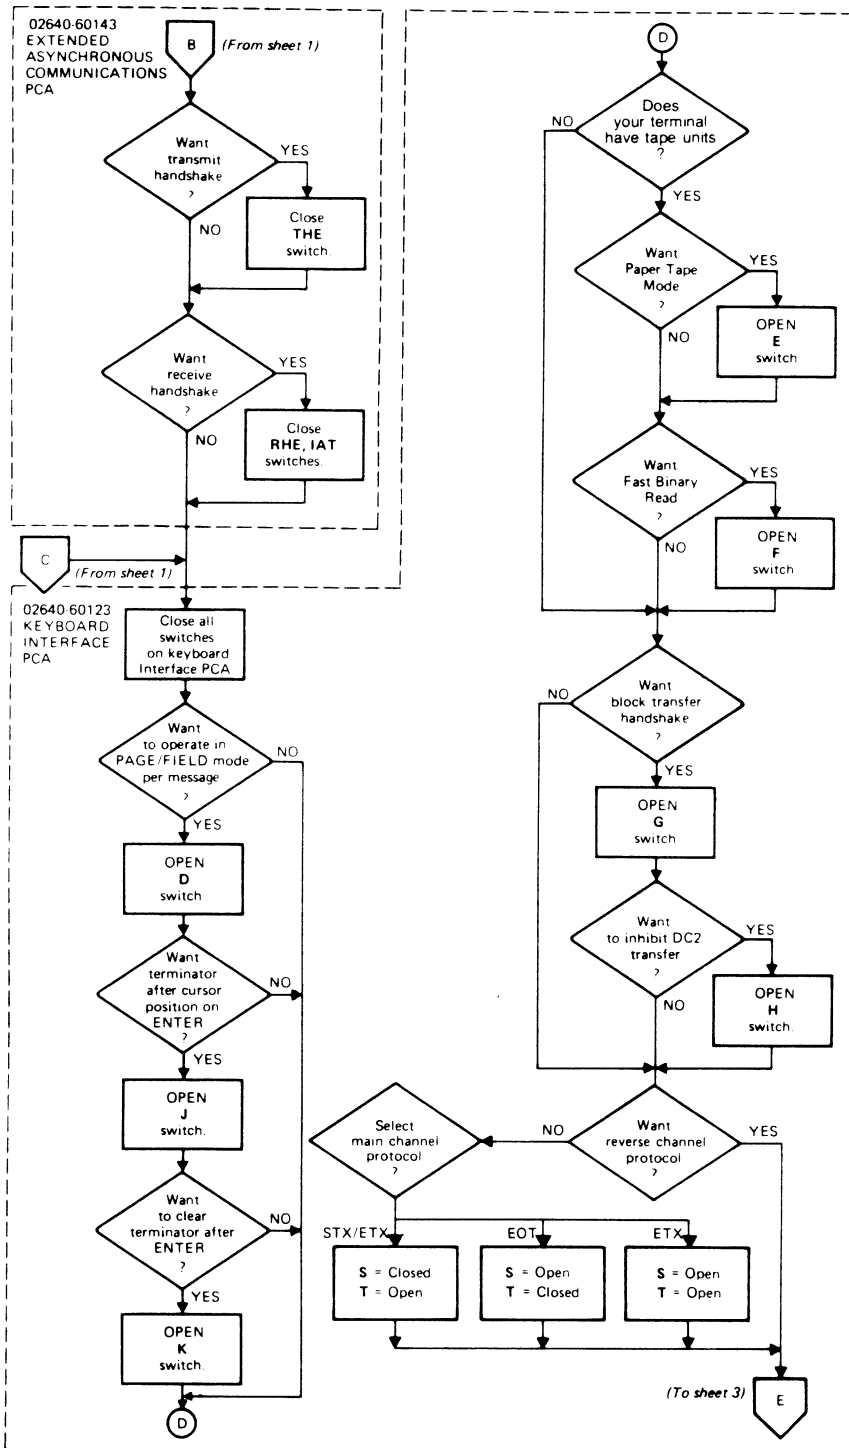 02640-60143
EXTENDED
ASYNCHRONOUS
COMMUNICATIONS
PCA
B
(From sheet 1)
Want
transmit
handshake
?
YES
NO
Close
THE
switch.
Want
receive
handshake
?
YES
NO
Close
RHE, IAT
switches.
C
(From sheet 1)
02640-60123
KEYBOARD
INTERFACE
PCA
Close all
switches
on keyboard
Interface PCA
Want
to operate in
PAGE/FIELD mode
per message
?
NO
YES
OPEN
D
switch.
Want
terminator
after cursor
position on
ENTER
?
NO
YES
OPEN
J
switch.
Want
to clear
terminator after
ENTER
?
NO
YES
OPEN
K
switch.
D
D
Does
your terminal
have tape units
?
NO
YES
Want
Paper Tape
Mode
?
YES
NO
OPEN
E
switch
Want
Fast Binary
Read
?
YES
NO
OPEN
F
switch
Want
block transfer
handshake
?
NO
YES
OPEN
G
switch
Want
to inhibit DC2
transfer
?
YES
NO
OPEN
H
switch.
Want
reverse channel
protocol
?
NO
YES
Select
main channel
protocol
?
STX/ETX
EOT
ETX
S = Closed
T = Open
S = Open
T = Closed
S = Open
T = Open
(To sheet 3)
E